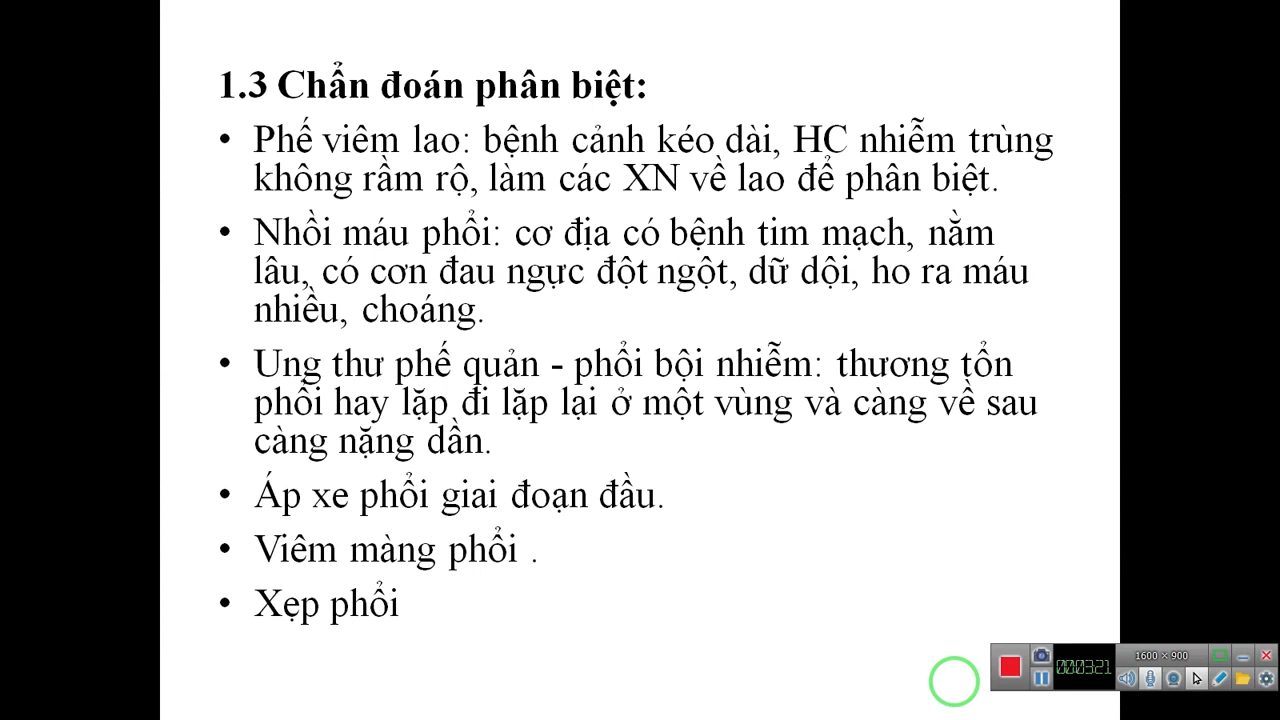 1.3 Chẩn đoán phân biệt:
• Phế viêm lao: bệnh cảnh kéo dài, HC nhiễm trùng
không rầm rộ, làm các XN về lao để phân biệt.
• Nhồi máu phổi: cơ địa có bệnh tim mạch, nằm
lâu, có cơn đau ngực đột ngột, dữ dội, ho ra máu
nhiều, choáng.
• Ung thư phế quản - phổi bội nhiễm: thương tổn
phổi hay lặp đi lặp lại ở một vùng và càng về sau
càng nặng dần.
• Áp xe phổi giai đoạn đầu.
• Viêm màng phổi .
• Xẹp phổi
1600 × 900
000321